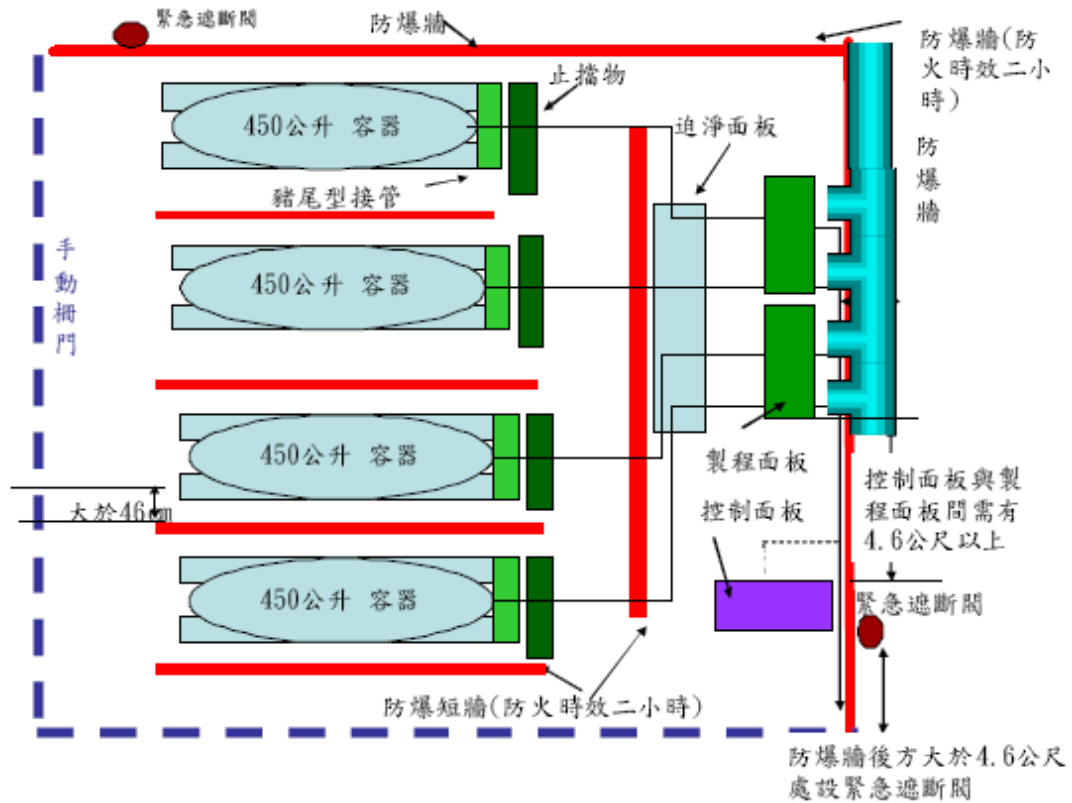 緊急遮斷閥
防爆牆
防爆牆(防
火時效二小
時)
止擋物
迫淨面板
450公升 容器
防
爆
牆
豬尾型接管
手
動
柵
門
450公升 容器
450公升 容器
製程面板
控制面板與製
程面板間需有
4.6公尺以上
大於46cm
控制面板
450公升 容器
緊急遮斷閥
防爆短牆(防火時效二小時)
防爆牆後方大於4.6公尺
處設緊急遮斷閥